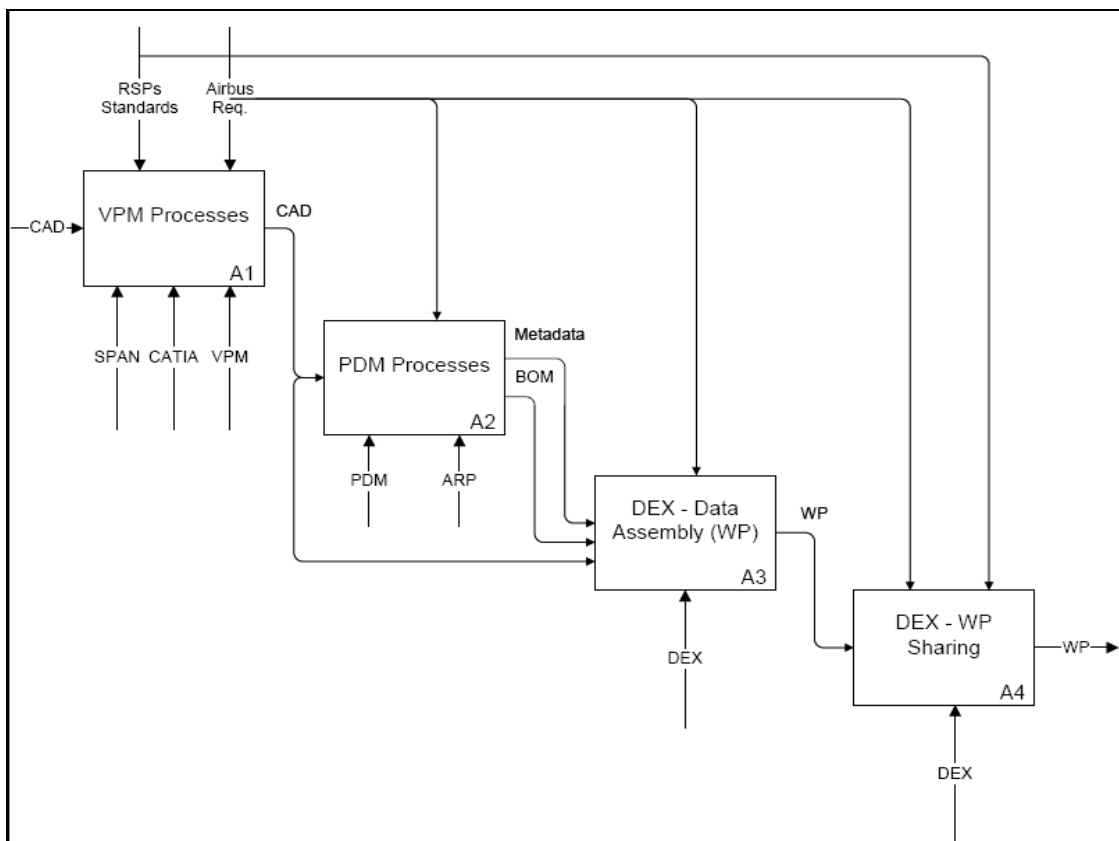 RSPs
Standards
Airbus
Req.
CAD
VPM Processes
A1
CAD
SPAN
CATIA
VPM
PDM Processes
A2
Metadata
BOM
PDM
ARP
DEX - Data
Assembly (WP)
A3
WP
DEX
DEX - WP
Sharing
A4
WP
DEX